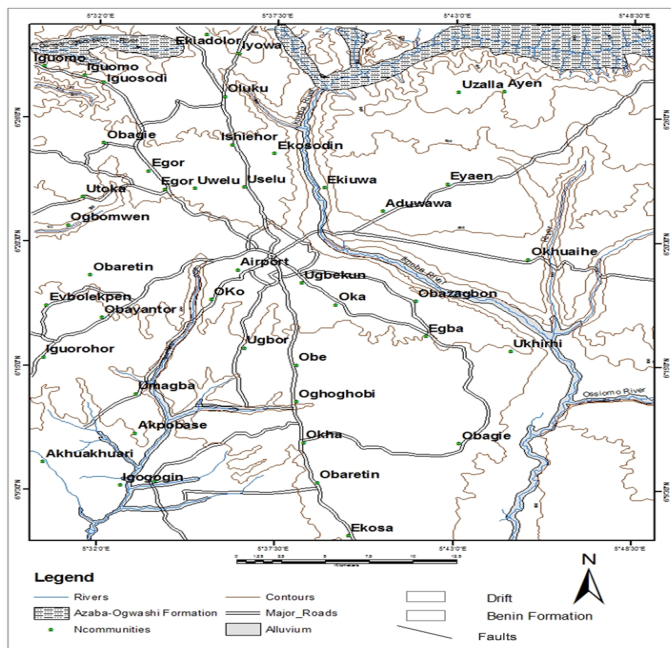 5°32'0"E 5°37'30"E 5°43'0"E 5°48'30"E
Ekiadolor
Iyowa
Iguomo
Iguomo
Iguosodi
Oluku
Uzalla Ayen
Obagie
Ishiehor
Ekosodin
Egor
Egor Uwelu Uselu
Ekiuwa
Eyaen
Utoka
Aduwawa
Ogbomwen
River
Okhuaihe
Obaretin
Airport
Ugbekun
Evbolekpen
OKo
Oka
Obazagbon
Obayantor
Egba
Iguorohor
Ugbor
Obe
Ukhirhi
Umagba
Oghoghobi
Ossiomo River
Akpobase
Okha
Obagie
Akhuakhuari
Igogogin
Obaretin
Ekosa
5°32'0"E 5°37'30"E 5°43'0"E 5°48'30"E
N
Legend
Rivers
Contours
Drift
Azaba-Ogwashi Formation
Major_Roads
Benin Formation
Ncommunities
Alluvium
Faults